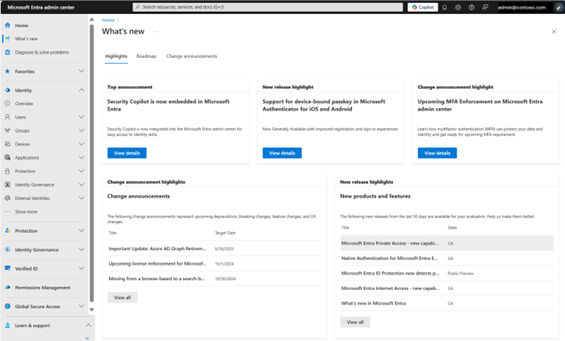 Microsoft Entra admin center
Search resources, services, and docs (G+/)
Copilot
admin@contoso.com
Home
What's new
Diagnose & solve problems
Favorites
Identity
Overview
Users
Groups
Devices
Applications
Protection
Identity Governance
External Identities
Show more
Protection
Identity Governance
Verified ID
Permissions Management
Global Secure Access
Learn & support
Home >
What's new
Highlights
Roadmap
Change announcements
Top announcement
Security Copilot is now embedded in Microsoft
Entra
Security Copilot is now integrated into the Microsoft Entra admin center for
easy access to identity skills.
View details
New release highlight
Support for device-bound passkey in Microsoft
Authenticator for iOS and Android
Now Generally Available with improved registration and sign-in experiences
View details
Change announcement highlight
Upcoming MFA Enforcement on Microsoft Entra
admin center
Learn how multifactor authentication (MFA) can protect your data and
identity and get ready for upcoming MFA requirement
View details
Change announcement highlights
Change announcements
The following change announcements represent upcoming deprecations, breaking changes, feature changes, and UX
changes.
Title Target Date
Important Update: Azure AD Graph Retirem... 6/30/2025
Upcoming license enforcement for Microsof... 10/1/2024
Moving from a browse-based to a search-b... 10/30/2024
View all
New release highlights
New products and features
The following new releases from the last 30 days are available for your evaluation. Help us make them better!
Title State
Microsoft Entra Private Access - new capabi... GA
Native Authentication for Microsoft Entra E... GA
Microsoft Entra ID Protection now detects p... Public Preview
Microsoft Entra Internet Access - new capabi... GA
What's new in Microsoft Entra GA
View all